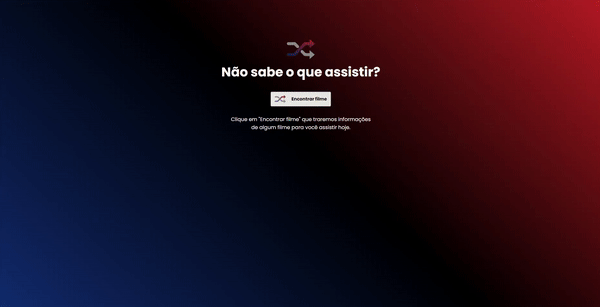 Não sabe o que assistir?
Encontrar filme
Clique em "Encontrar filme" que traremos informações
de algum filme para você assistir hoje.